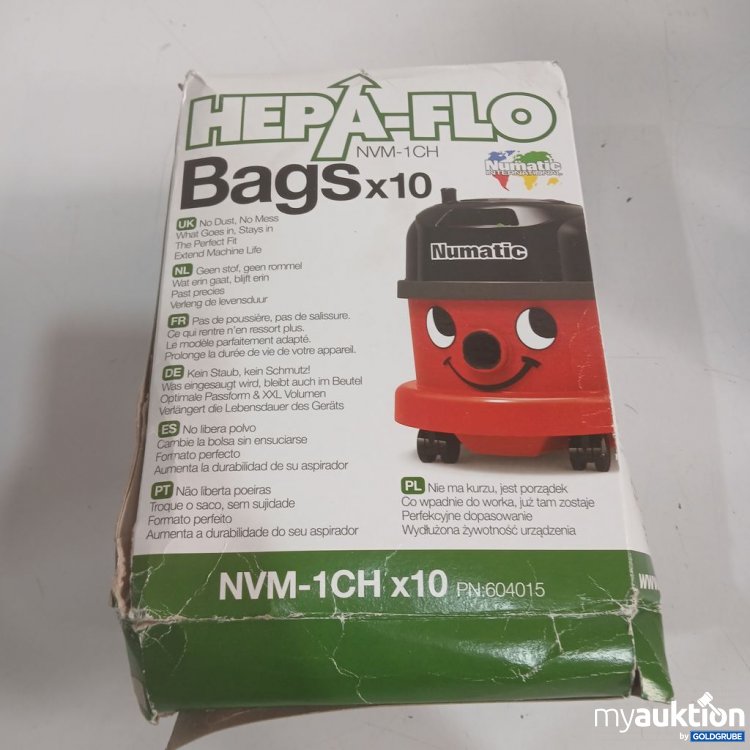 HEPA-FLO
NVM-1CH
Bags x10
Numatic
INTERNATIONAL
Numatic
UK No Dust, No Mess
What Goes in, Stays in
The Perfect Fit
Extend Machine Life
NL Geen stof, geen rommel
Wat erin gaat, blijft erin
Past precies
Verleng de levensduur
FR Pas de poussière, pas de salissure.
Ce qui rentre n'en ressort plus.
Le modèle parfaitement adapté.
Prolonge la durée de vie de votre appareil.
DE Kein Staub, kein Schmutz!
Was eingesaugt wird, bleibt auch im Beutel
Optimale Passform & XXL Volumen
Verlängert die Lebensdauer des Geräts
ES No libera polvo
Cambie la bolsa sin ensuciarse
Formato perfecto
Aumenta la durabilidad de su aspirador
PT Não liberta poeiras
Troque o saco, sem sujidade
Formato perfeito
Aumenta a durabilidade do seu aspirador
PL Nie ma kurzu, jest porządek
Co wpadnie do worka, już tam zostaje
Perfekcyjne dopasowanie
Wydłużona żywotność urządzenia
NVM-1CH x10 PN:604015
myauktion
by GOLDGRUBE